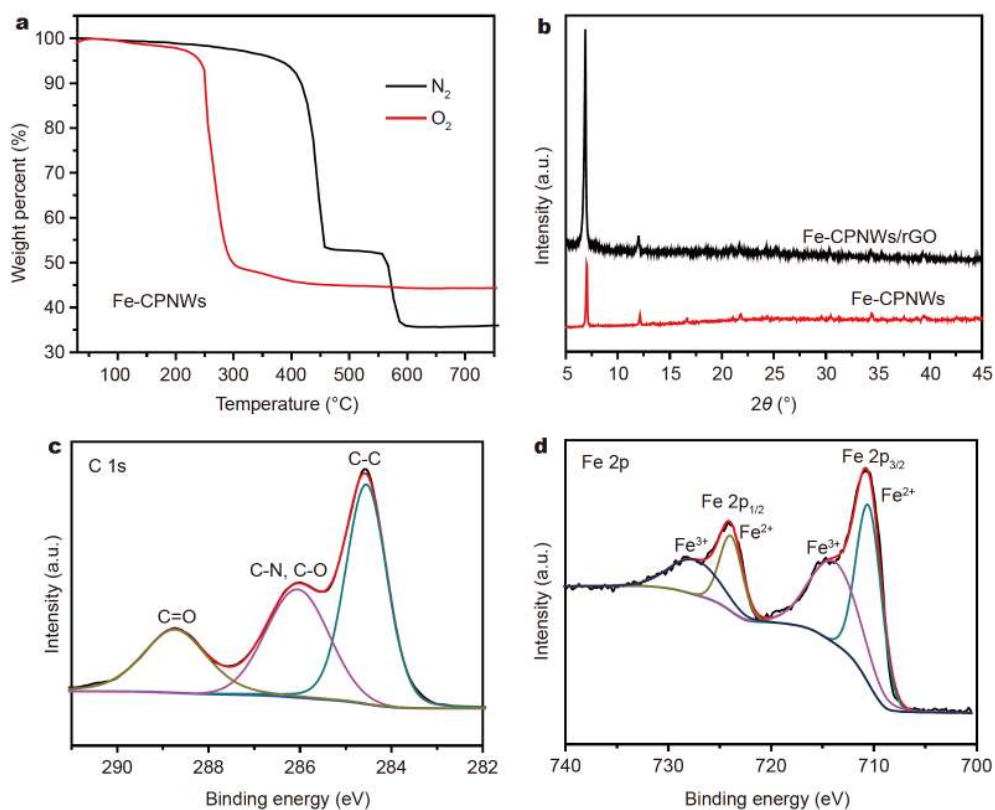 a
100
90
80
70
60
50
40
30
Weight percent (%)
N₂
O₂
Fe-CPNWs
100 200 300 400 500 600 700
Temperature (°C)
b
Intensity (a.u.)
Fe-CPNWs/rGO
Fe-CPNWs
5 10 15 20 25 30 35 40 45
2θ (°)
c
C 1s
C-C
C-N, C-O
C=O
Intensity (a.u.)
290 288 286 284 282
Binding energy (eV)
d
Fe 2p
Fe 2p₃/₂
Fe²⁺
Fe 2p₁/₂
Fe³⁺ Fe²⁺ Fe³⁺
Intensity (a.u.)
740 730 720 710 700
Binding energy (eV)